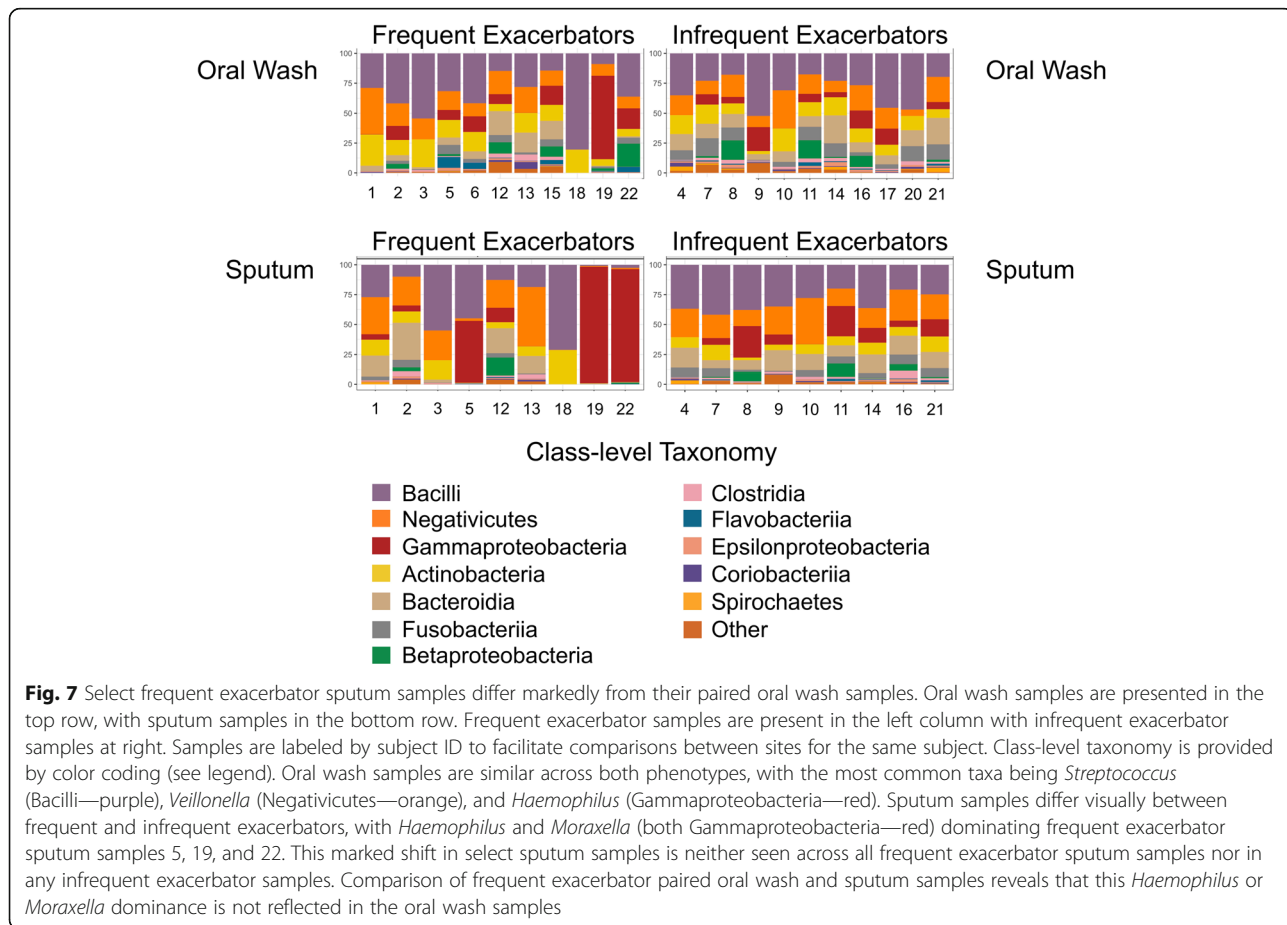 Frequent Exacerbators
Infrequent Exacerbators
Oral Wash
Oral Wash
100
75
50
25
0
1 2 3 5 6 12 13 15 18 19 22
100
75
50
25
0
4 7 8 9 10 11 14 16 17 20 21
Frequent Exacerbators
Infrequent Exacerbators
Sputum
Sputum
100
75
50
25
0
1 2 3 5 12 13 18 19 22
100
75
50
25
0
4 7 8 9 10 11 14 16 21
Class-level Taxonomy
Bacilli
Negativicutes
Gammaproteobacteria
Actinobacteria
Bacteroidia
Fusobacteriia
Betaproteobacteria
Clostridia
Flavobacteriia
Epsilonproteobacteria
Coriobacteriia
Spirochaetes
Other
Fig. 7 Select frequent exacerbator sputum samples differ markedly from their paired oral wash samples. Oral wash samples are presented in the
top row, with sputum samples in the bottom row. Frequent exacerbator samples are present in the left column with infrequent exacerbator
samples at right. Samples are labeled by subject ID to facilitate comparisons between sites for the same subject. Class-level taxonomy is provided
by color coding (see legend). Oral wash samples are similar across both phenotypes, with the most common taxa being Streptococcus
(Bacilli—purple), Veillonella (Negativicutes—orange), and Haemophilus (Gammaproteobacteria—red). Sputum samples differ visually between
frequent and infrequent exacerbators, with Haemophilus and Moraxella (both Gammaproteobacteria—red) dominating frequent exacerbator
sputum samples 5, 19, and 22. This marked shift in select sputum samples is neither seen across all frequent exacerbator sputum samples nor in
any infrequent exacerbator samples. Comparison of frequent exacerbator paired oral wash and sputum samples reveals that this Haemophilus or
Moraxella dominance is not reflected in the oral wash samples